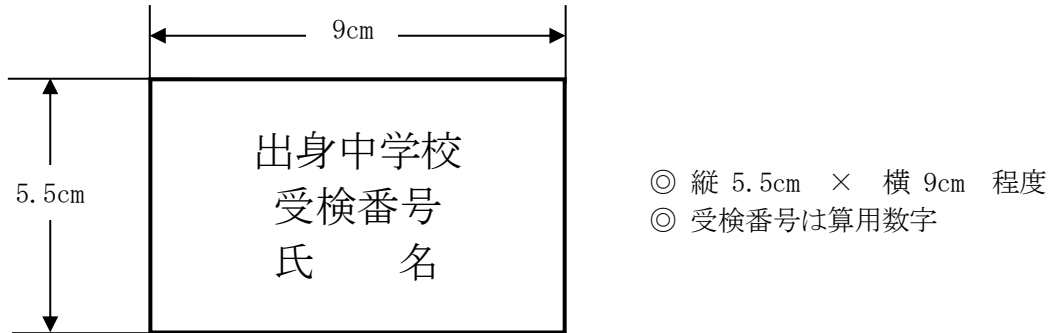 9cm
出身中学校
受検番号
氏　　名
5.5cm
◎ 縦 5.5cm　×　横 9cm　程度
◎ 受検番号は算用数字